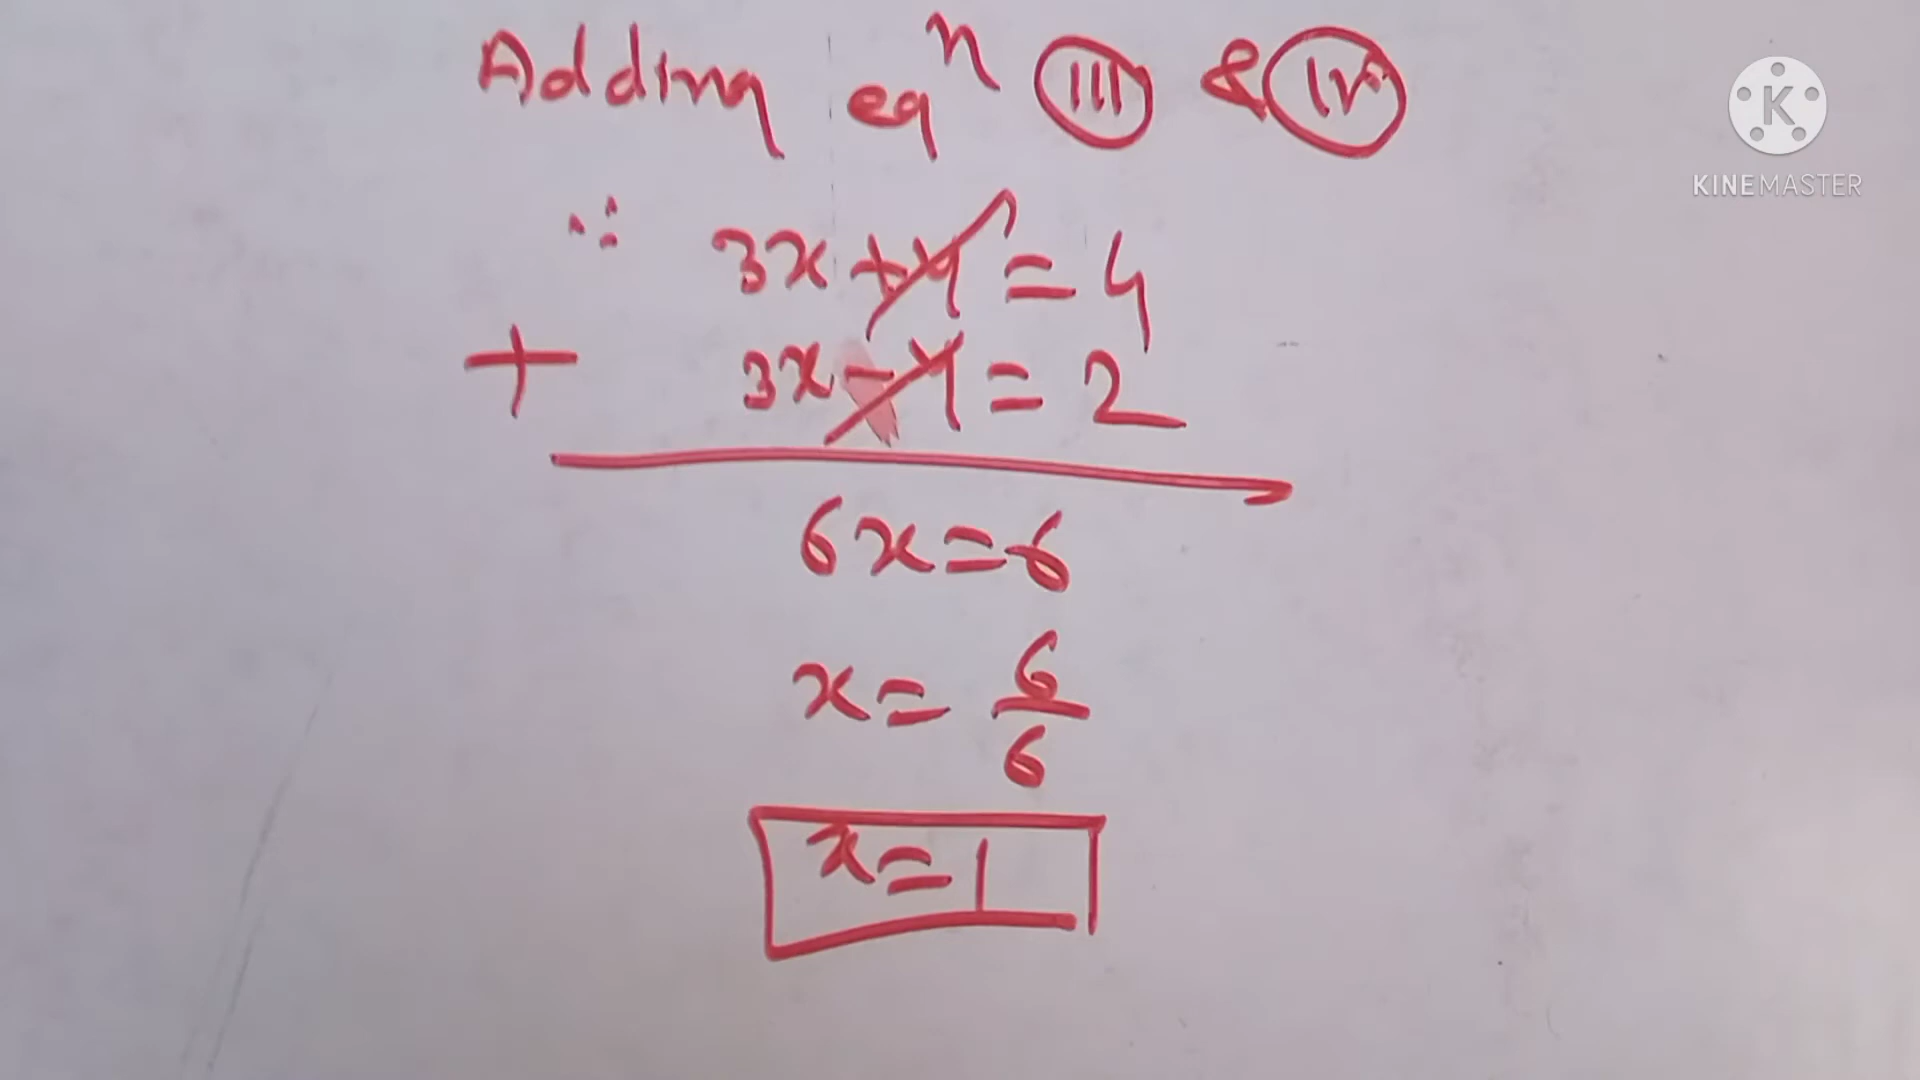 Adding eqⁿ (III) & (IV)
∵ 3x + y = 4
+ 3x - y = 2
6x = 6
x = 6/6
x = 1
K
KINEMASTER